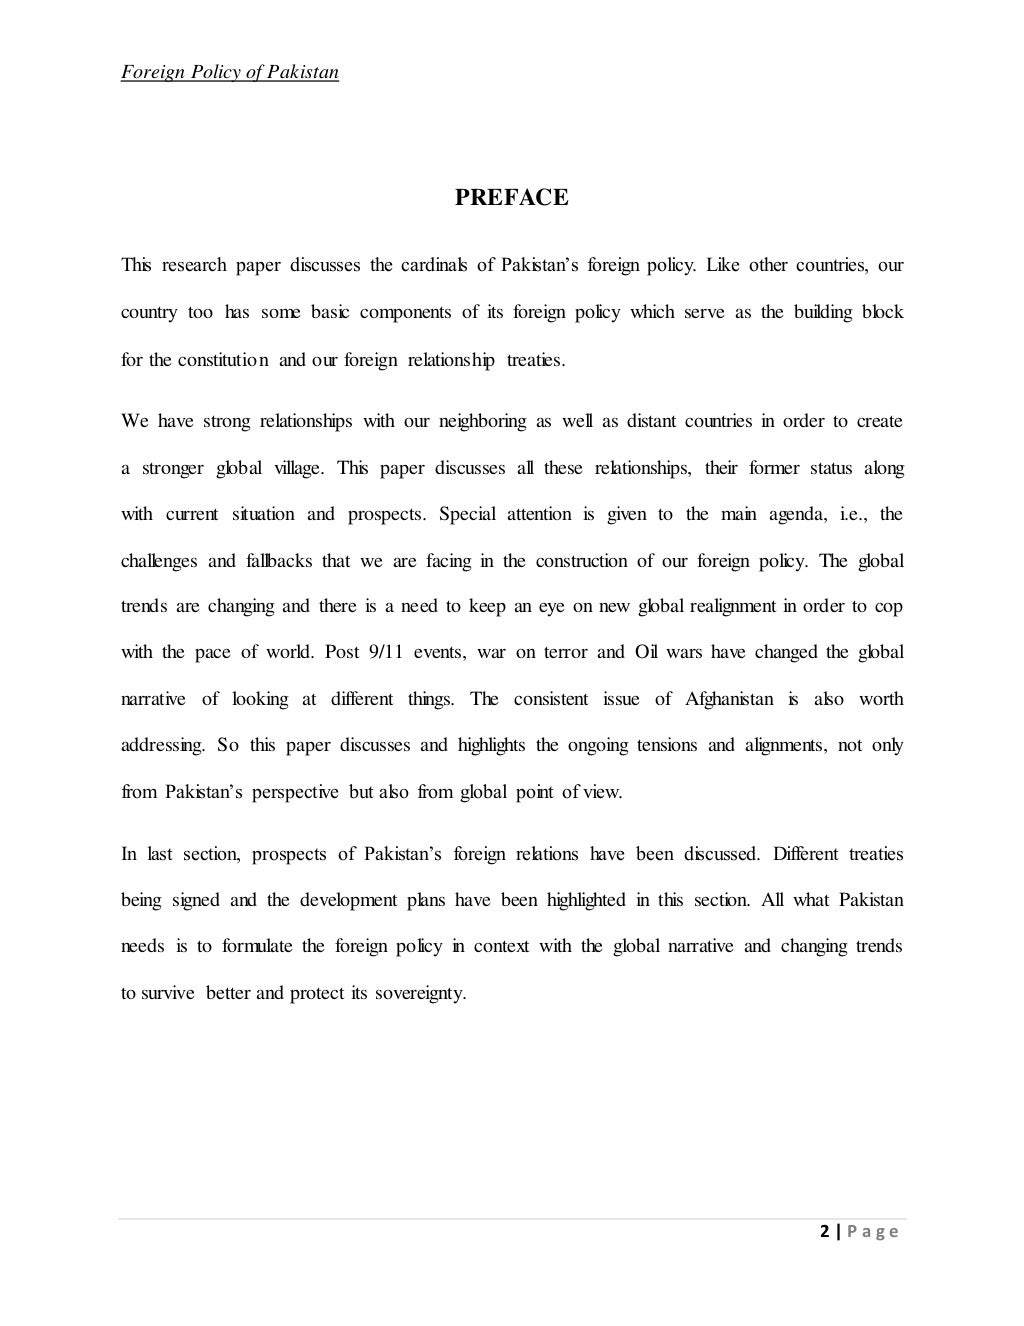 Foreign Policy of Pakistan
PREFACE
This research paper discusses the cardinals of Pakistan’s foreign policy. Like other countries, our
country too has some basic components of its foreign policy which serve as the building block
for the constitution and our foreign relationship treaties.
We have strong relationships with our neighboring as well as distant countries in order to create
a stronger global village. This paper discusses all these relationships, their former status along
with current situation and prospects. Special attention is given to the main agenda, i.e., the
challenges and fallbacks that we are facing in the construction of our foreign policy. The global
trends are changing and there is a need to keep an eye on new global realignment in order to cop
with the pace of world. Post 9/11 events, war on terror and Oil wars have changed the global
narrative of looking at different things. The consistent issue of Afghanistan is also worth
addressing. So this paper discusses and highlights the ongoing tensions and alignments, not only
from Pakistan’s perspective but also from global point of view.
In last section, prospects of Pakistan’s foreign relations have been discussed. Different treaties
being signed and the development plans have been highlighted in this section. All what Pakistan
needs is to formulate the foreign policy in context with the global narrative and changing trends
to survive better and protect its sovereignty.
2 | P a g e